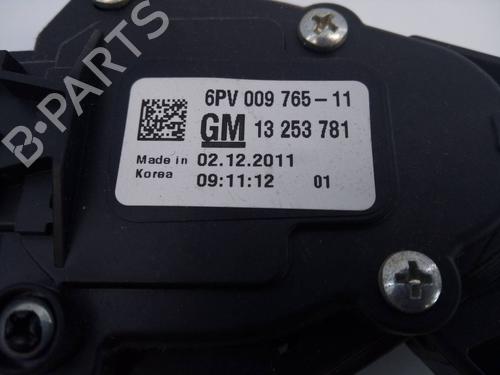 B-PARTS
6PV 009 765-11
GM 13 253 781
Made in 02.12.2011
Korea 09:11:12 01